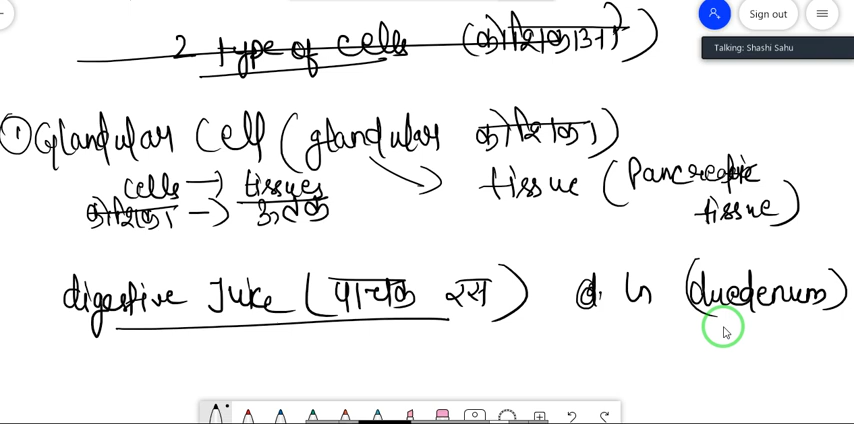 Sign out
Talking: Shashi Sahu
2 type of cells (कोशिकाओं)
① Glandular Cell (glandular कोशिका)
cells → tissues
कोशिका → ऊतक
tissue (Pancreatic tissue)
digestive Juice (पाचक रस) d. in (duedenum)